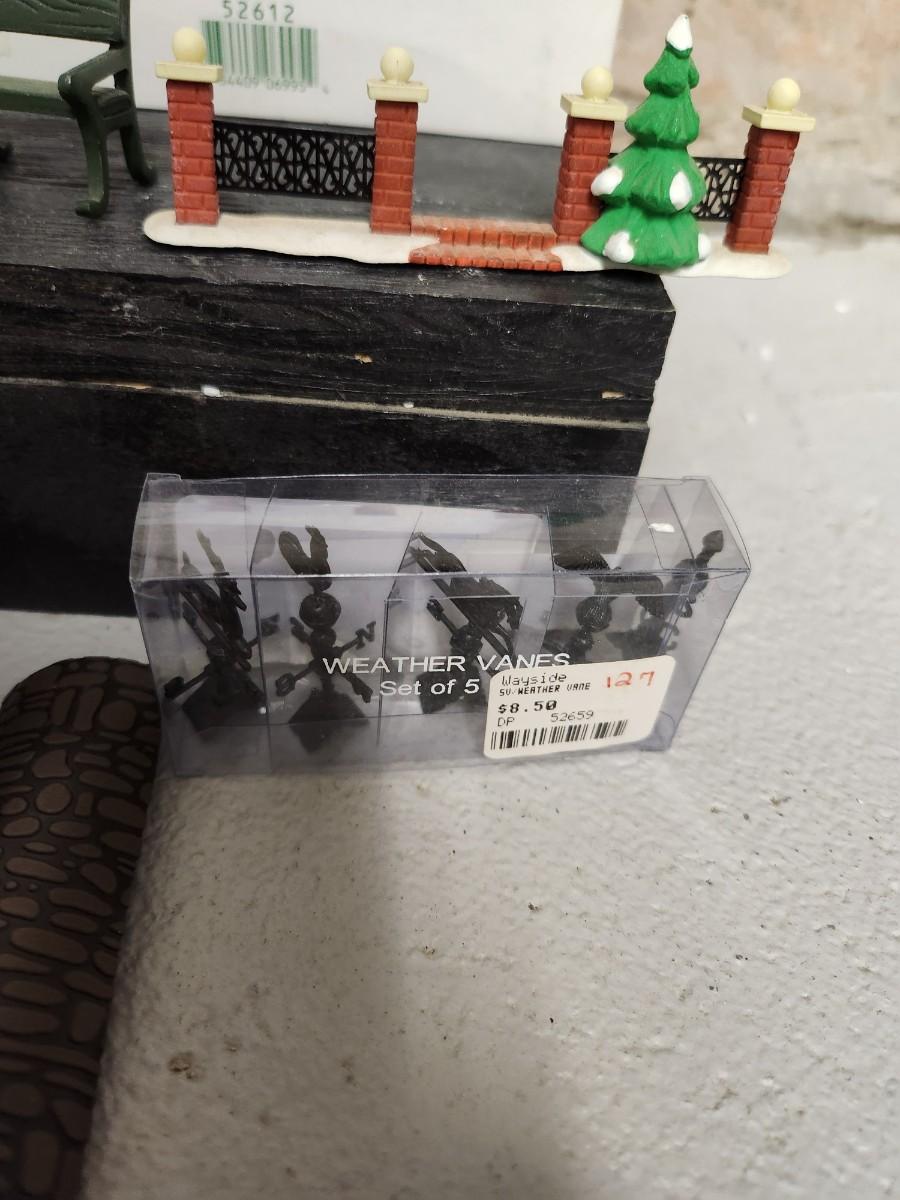 52612
WEATHER VANES
Set of 5
Wayside
SV/WEATHER VANE
127
$8.50
DP 52659